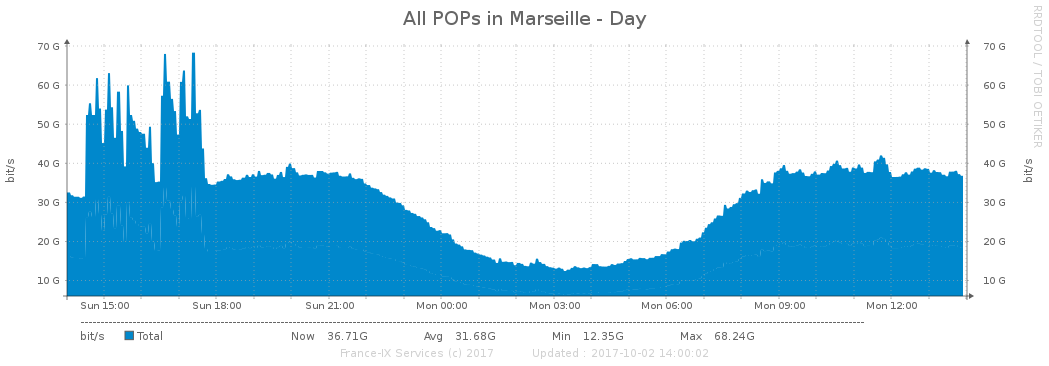 All POPs in Marseille - Day
RRDTOOL / TOBI OETIKER
70 G 70 G
60 G 60 G
50 G 50 G
40 G 40 G
30 G 30 G
20 G 20 G
10 G 10 G
bit/s
bit/s
Sun 15:00 Sun 18:00 Sun 21:00 Mon 00:00 Mon 03:00 Mon 06:00 Mon 09:00 Mon 12:00
bit/s Total Now 36.71G Avg 31.68G Min 12.35G Max 68.24G
France-IX Services (c) 2017 Updated : 2017-10-02 14:00:02